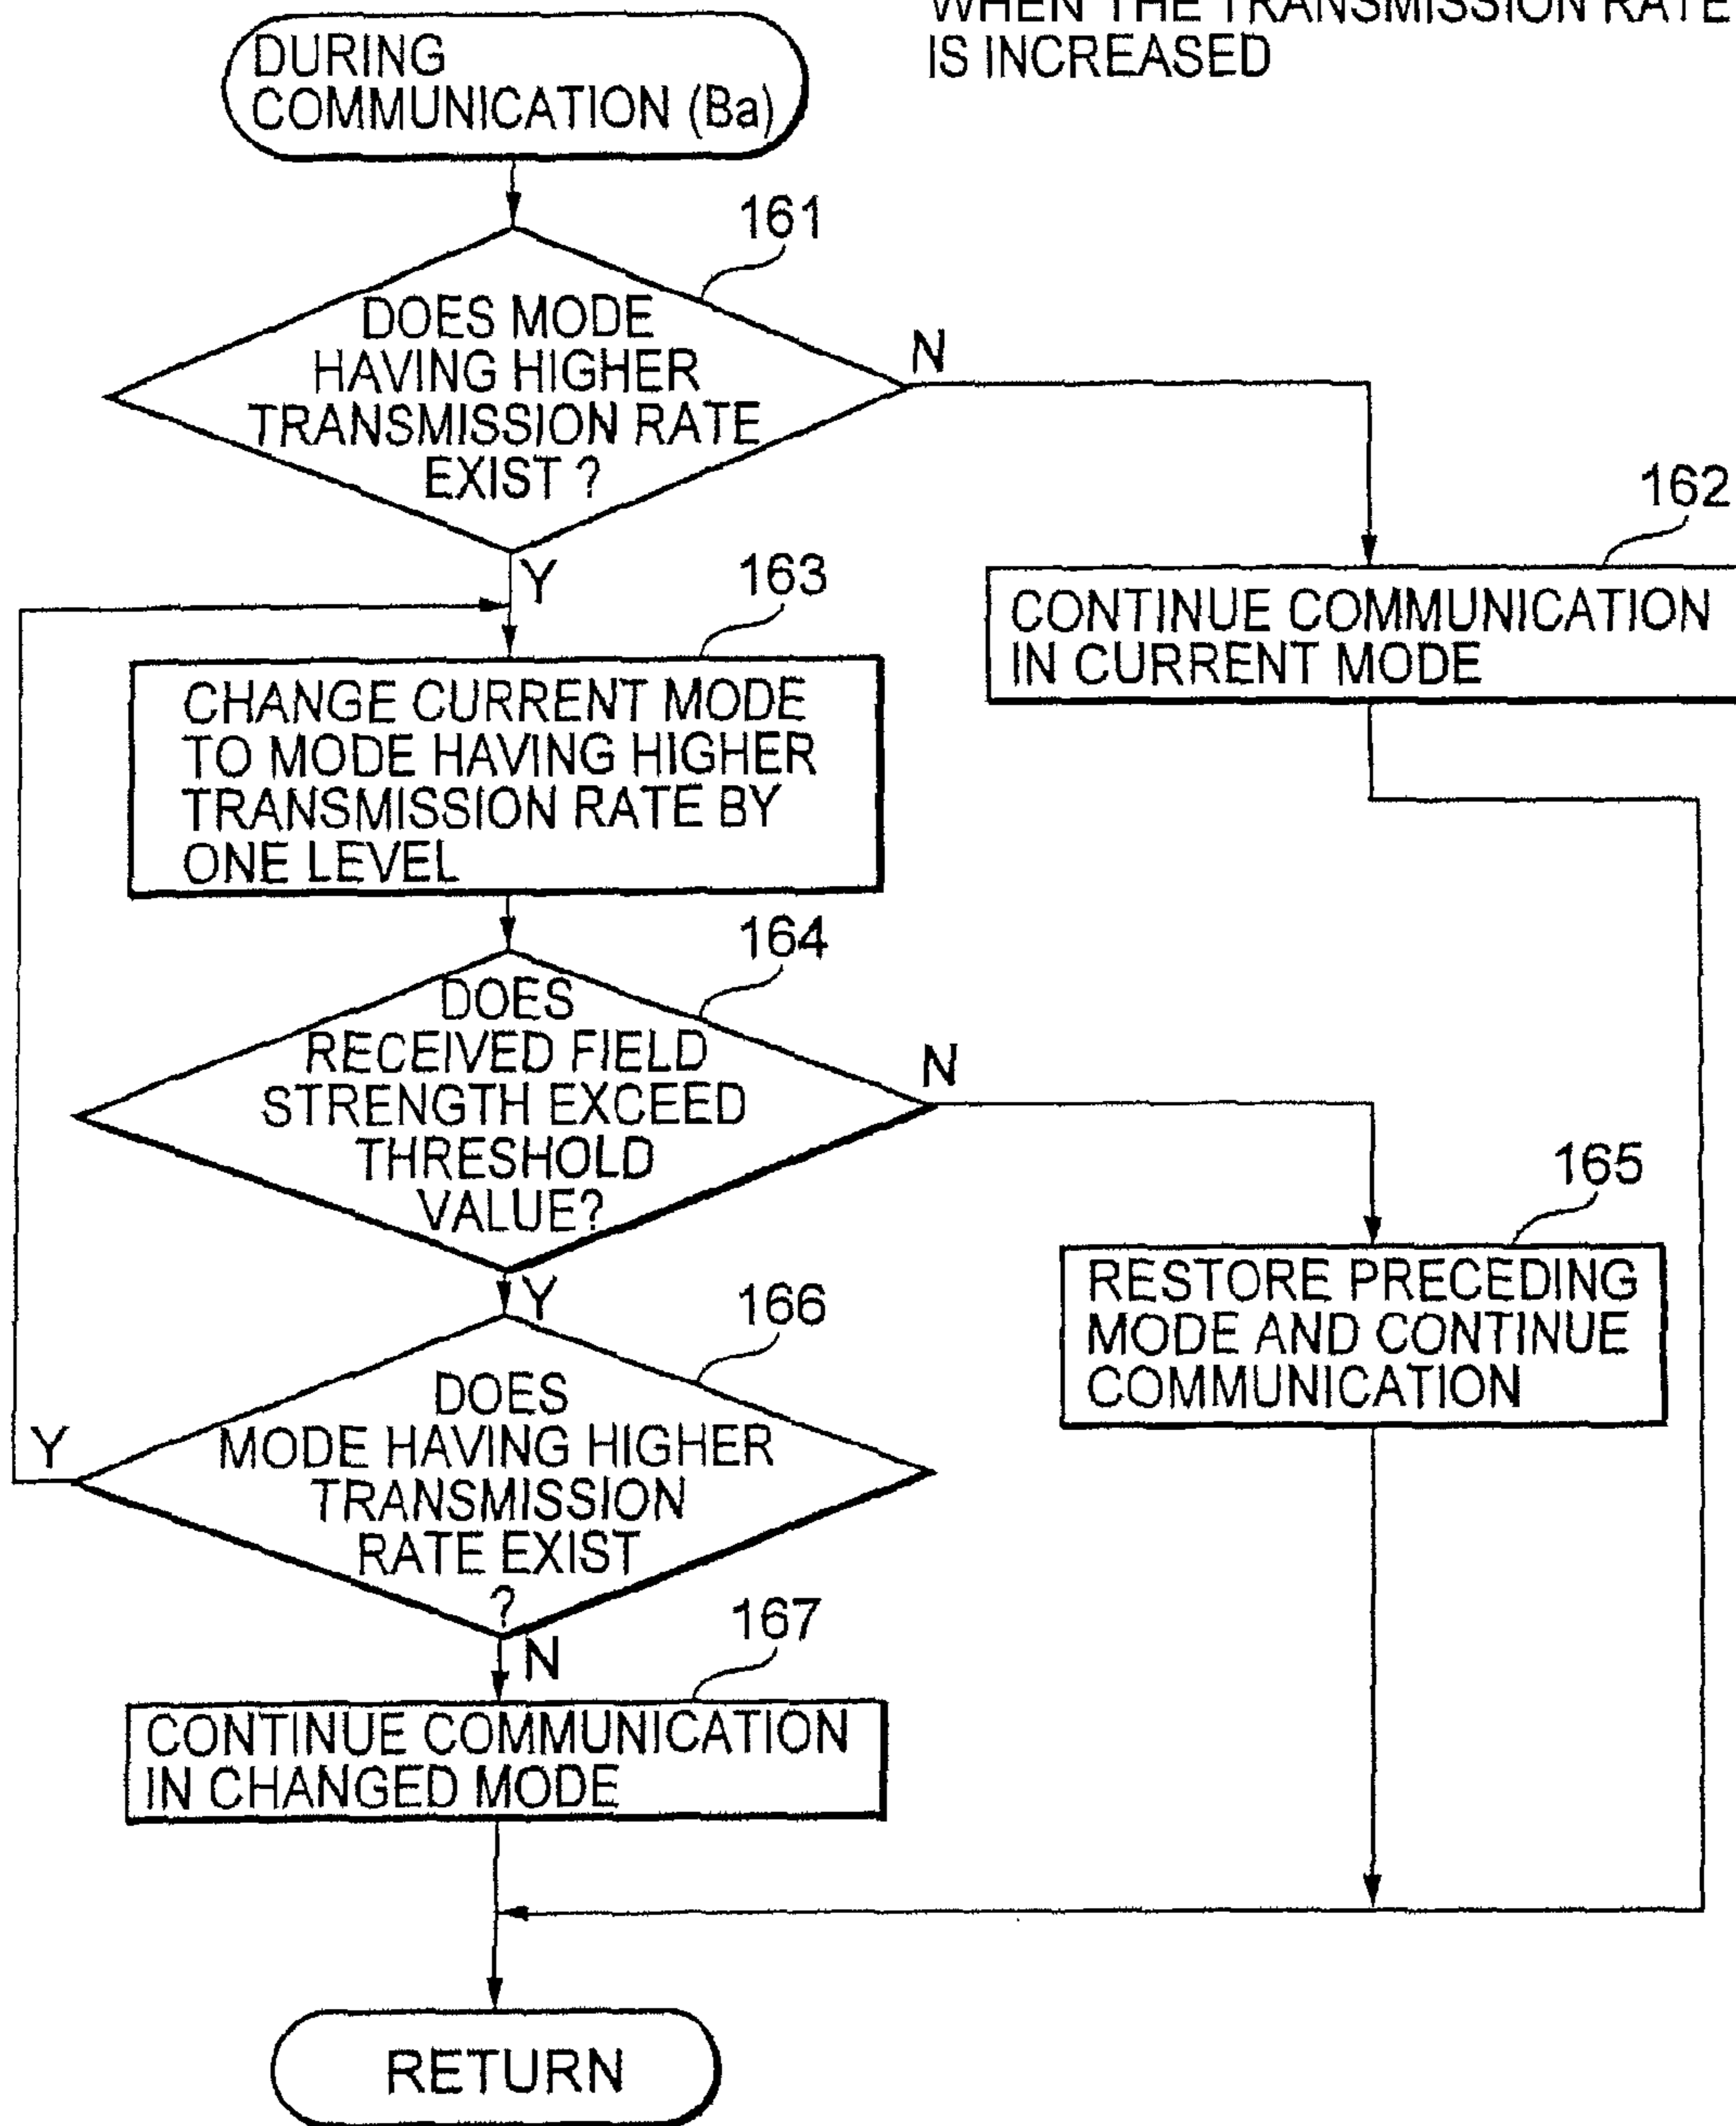 WHEN THE TRANSMISSION RATE
IS INCREASED
DURING
COMMUNICATION (Ba)
161
DOES MODE
HAVING HIGHER
TRANSMISSION RATE
EXIST ?
N
Y
162
CONTINUE COMMUNICATION
IN CURRENT MODE
163
CHANGE CURRENT MODE
TO MODE HAVING HIGHER
TRANSMISSION RATE BY
ONE LEVEL
164
DOES
RECEIVED FIELD
STRENGTH EXCEED
THRESHOLD
VALUE?
N
Y
165
RESTORE PRECEDING
MODE AND CONTINUE
COMMUNICATION
166
DOES
MODE HAVING HIGHER
TRANSMISSION
RATE EXIST
?
Y
N
167
CONTINUE COMMUNICATION
IN CHANGED MODE
RETURN